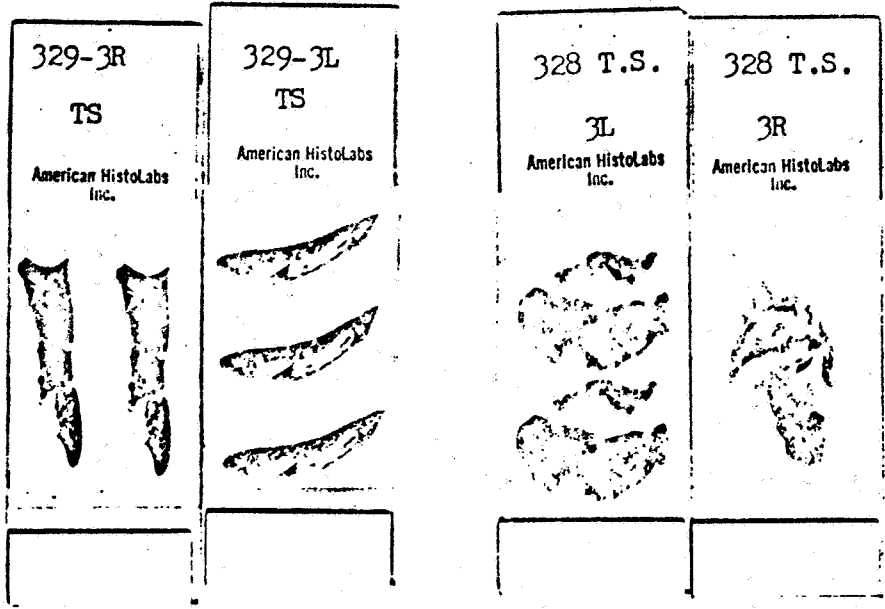 329-3R
TS
American HistoLabs
Inc.
329-3L
TS
American HistoLabs
Inc.
328 T.S.
3L
American HistoLabs
Inc.
328 T.S.
3R
American HistoLabs
Inc.